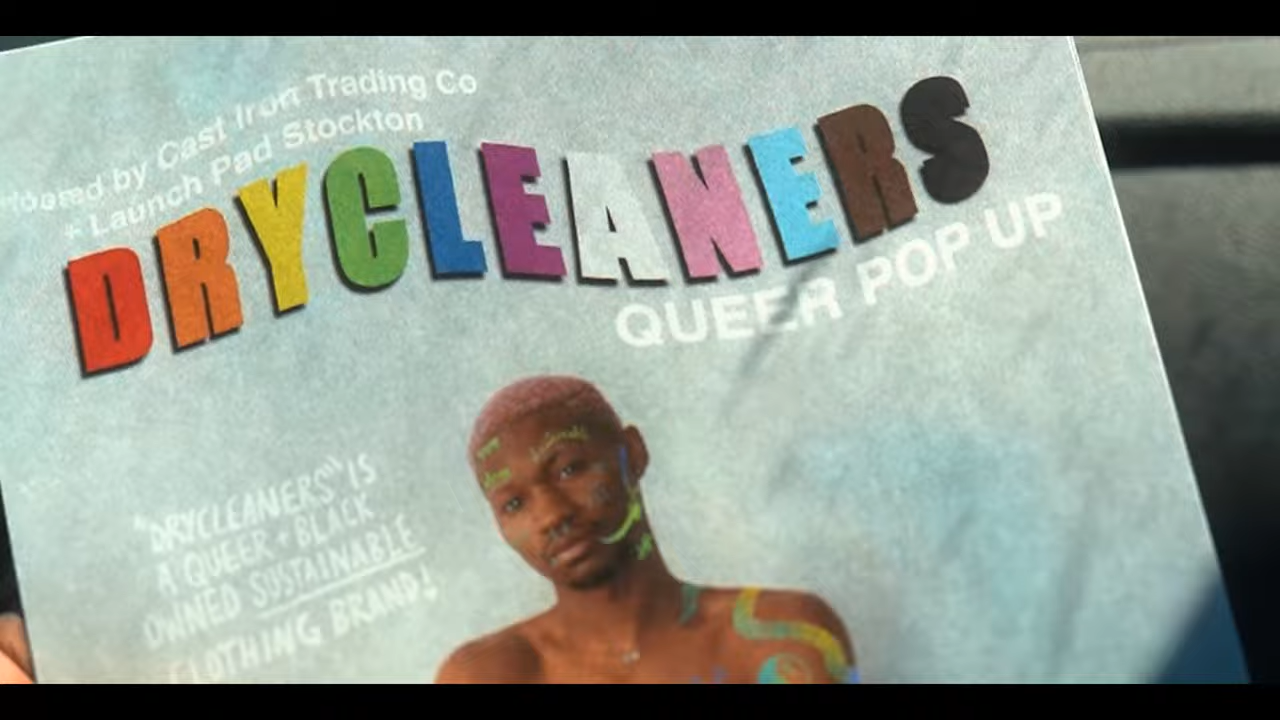 by Cast Iron Trading Co
+ Launch Pad Stockton
DRYCLEANERS
QUEER POP UP
"DRYCLEANERS" IS
A QUEER + BLACK
OWNED SUSTAINABLE
CLOTHING BRAND!